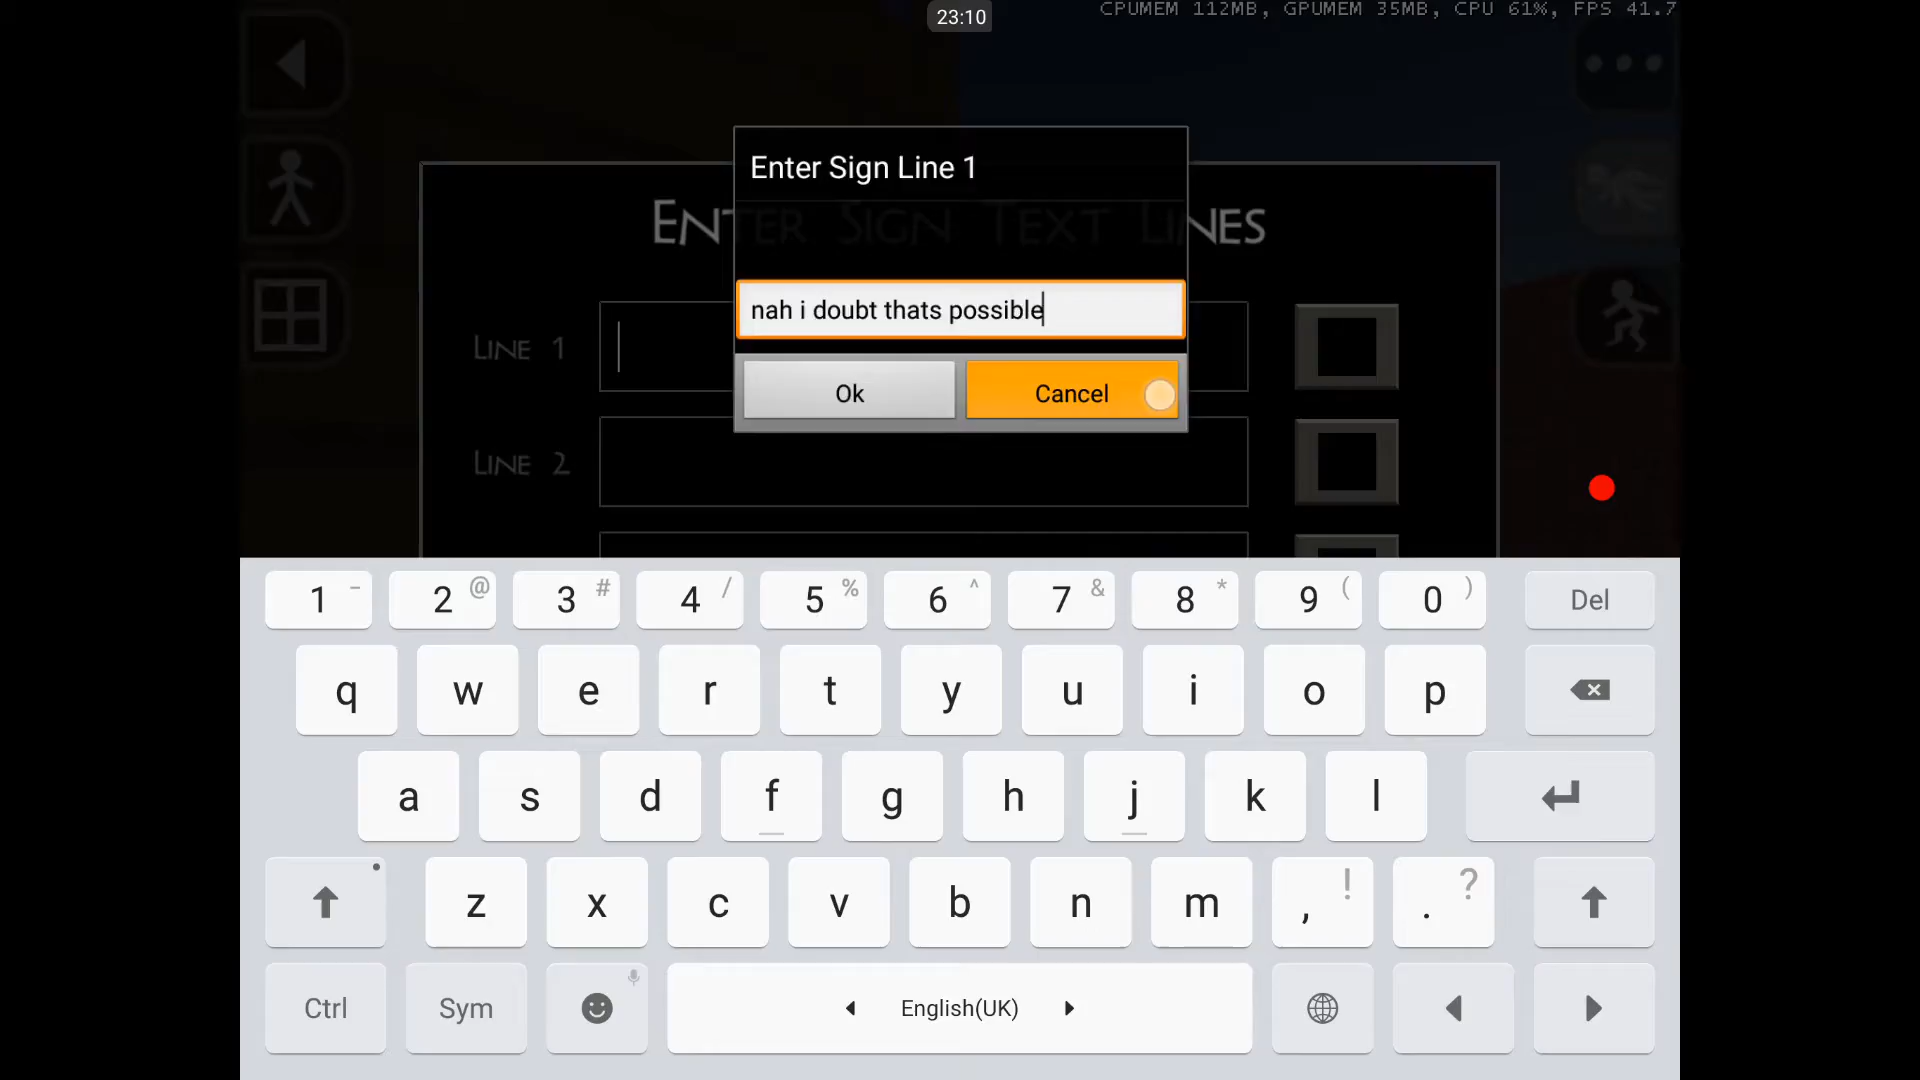 23:10
CPUMEM 112MB, GPUMEM 35MB, CPU 61%, FPS 41.7
Enter Sign Line 1
Enter Sign Text Lines
nah i doubt thats possible
Line 1
Ok Cancel
Line 2
1 - 2 @ 3 # 4 / 5 % 6 ^ 7 & 8 * 9 ( 0 ) Del
q w e r t y u i o p
a s d f g h j k l
z x c v b n m , ! . ?
Ctrl Sym English(UK)